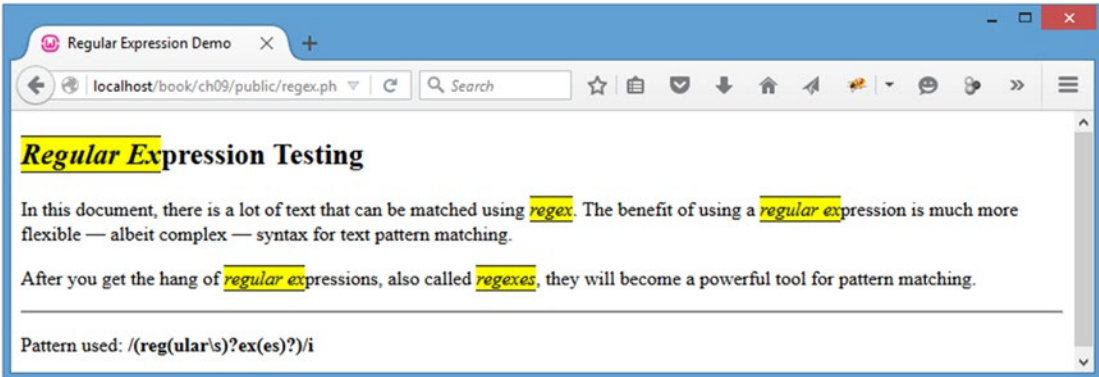 Regular Expression Demo
localhost/book/ch09/public/regex.ph
Search
Regular Expression Testing
In this document, there is a lot of text that can be matched using regex. The benefit of using a regular expression is much more
flexible — albeit complex — syntax for text pattern matching.
After you get the hang of regular expressions, also called regexes, they will become a powerful tool for pattern matching.
Pattern used: /(reg(ular\s)?ex(es)?)/i